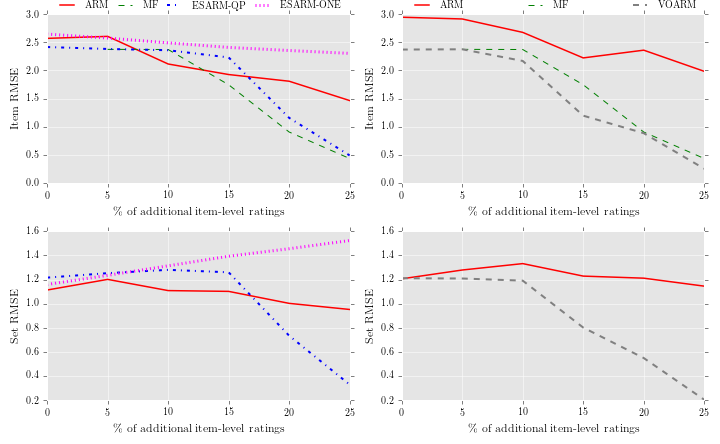 ARM MF ESARM-QP ESARM-ONE
ARM MF VOARM
3.0 2.5 2.0 1.5 1.0 0.5 0.0
Item RMSE
0 5 10 15 20 25
% of additional item-level ratings
3.0 2.5 2.0 1.5 1.0 0.5 0.0
Item RMSE
0 5 10 15 20 25
% of additional item-level ratings
1.6 1.4 1.2 1.0 0.8 0.6 0.4 0.2
Set RMSE
0 5 10 15 20 25
% of additional item-level ratings
1.6 1.4 1.2 1.0 0.8 0.6 0.4 0.2
Set RMSE
0 5 10 15 20 25
% of additional item-level ratings